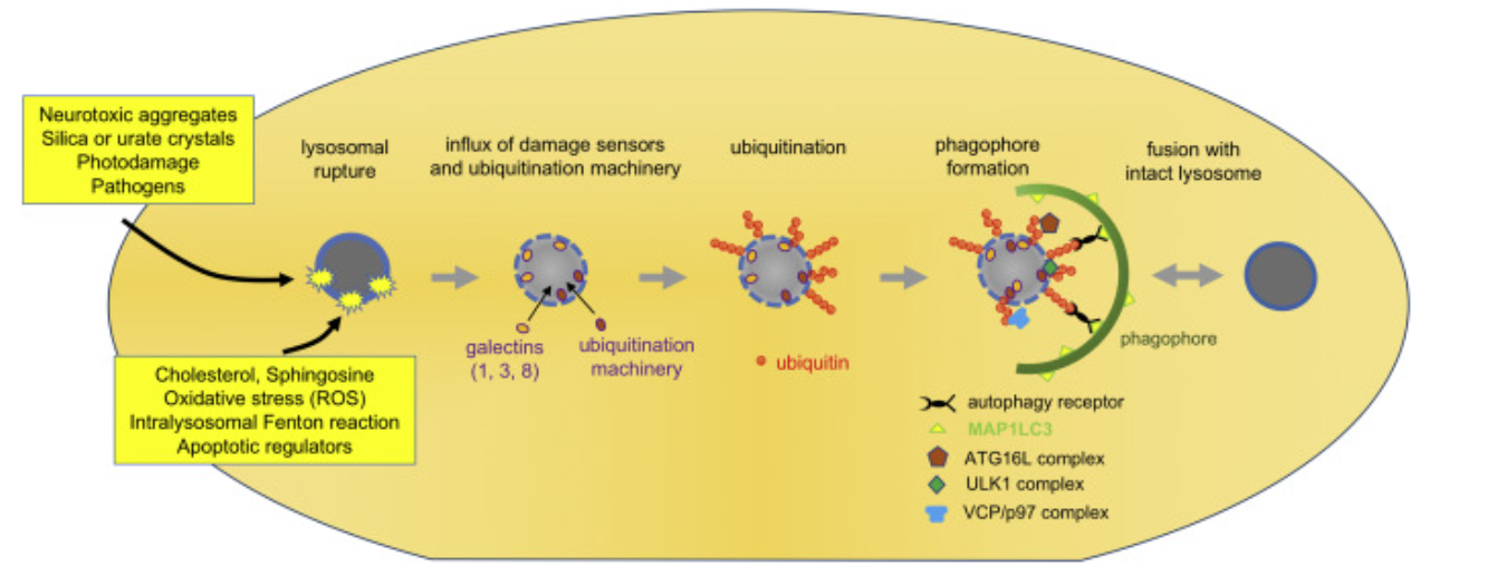 Neurotoxic aggregates
Silica or urate crystals
Photodamage
Pathogens
lysosomal
rupture
influx of damage sensors
and ubiquitination machinery
ubiquitination
phagophore
formation
fusion with
intact lysosome
galectins
(1, 3, 8)
ubiquitination
machinery
ubiquitin
phagophore
Cholesterol, Sphingosine
Oxidative stress (ROS)
Intralysosomal Fenton reaction
Apoptotic regulators
autophagy receptor
MAP1LC3
ATG16L complex
ULK1 complex
VCP/p97 complex